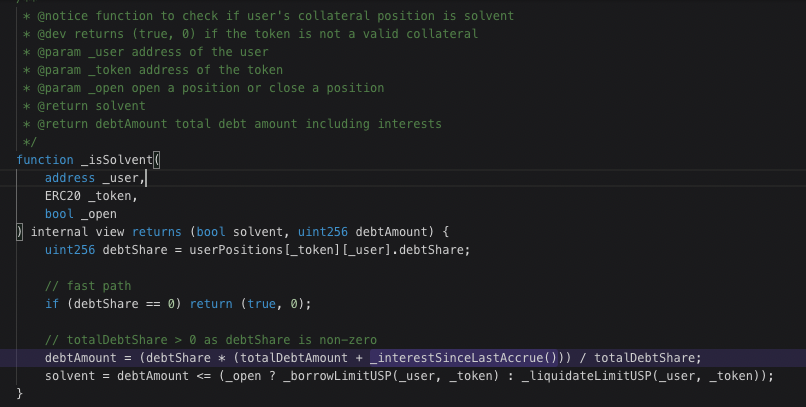 * @notice function to check if user's collateral position is solvent
* @dev returns (true, 0) if the token is not a valid collateral
* @param _user address of the user
* @param _token address of the token
* @param _open open a position or close a position
* @return solvent
* @return debtAmount total debt amount including interests
*/
function _isSolvent(
address _user,
ERC20 _token,
bool _open
) internal view returns (bool solvent, uint256 debtAmount) {
uint256 debtShare = userPositions[_token][_user].debtShare;
// fast path
if (debtShare == 0) return (true, 0);
// totalDebtShare > 0 as debtShare is non-zero
debtAmount = (debtShare * (totalDebtAmount + _interestSinceLastAccrue())) / totalDebtShare;
solvent = debtAmount <= (_open ? _borrowLimitUSP(_user, _token) : _liquidateLimitUSP(_user, _token));
}